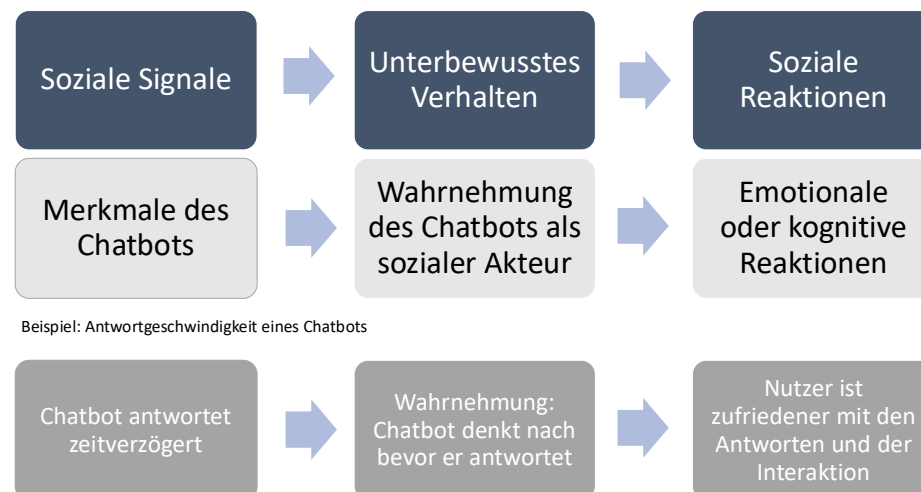 Soziale Signale
Unterbewusstes
Verhalten
Soziale
Reaktionen
Merkmale des
Chatbots
Wahrnehmung
des Chatbots als
sozialer Akteur
Emotionale
oder kognitive
Reaktionen
Beispiel: Antwortgeschwindigkeit eines Chatbots
Chatbot antwortet
zeitverzögert
Wahrnehmung:
Chatbot denkt nach
bevor er antwortet
Nutzer ist
zufriedener mit den
Antworten und der
Interaktion